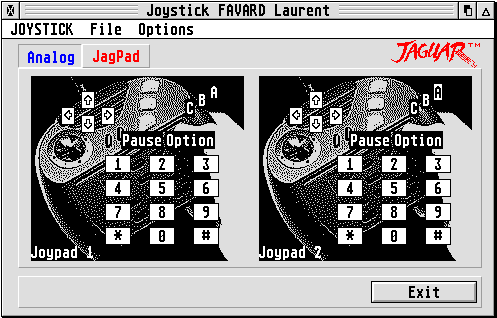 Joystick FAVARD Laurent
JOYSTICK File Options
Analog JagPad JAGUAR™
A
B
C
Pause Option
1 2 3
4 5 6
7 8 9
* 0 #
Joypad 1
A
B
C
Pause Option
1 2 3
4 5 6
7 8 9
* 0 #
Joypad 2
Exit